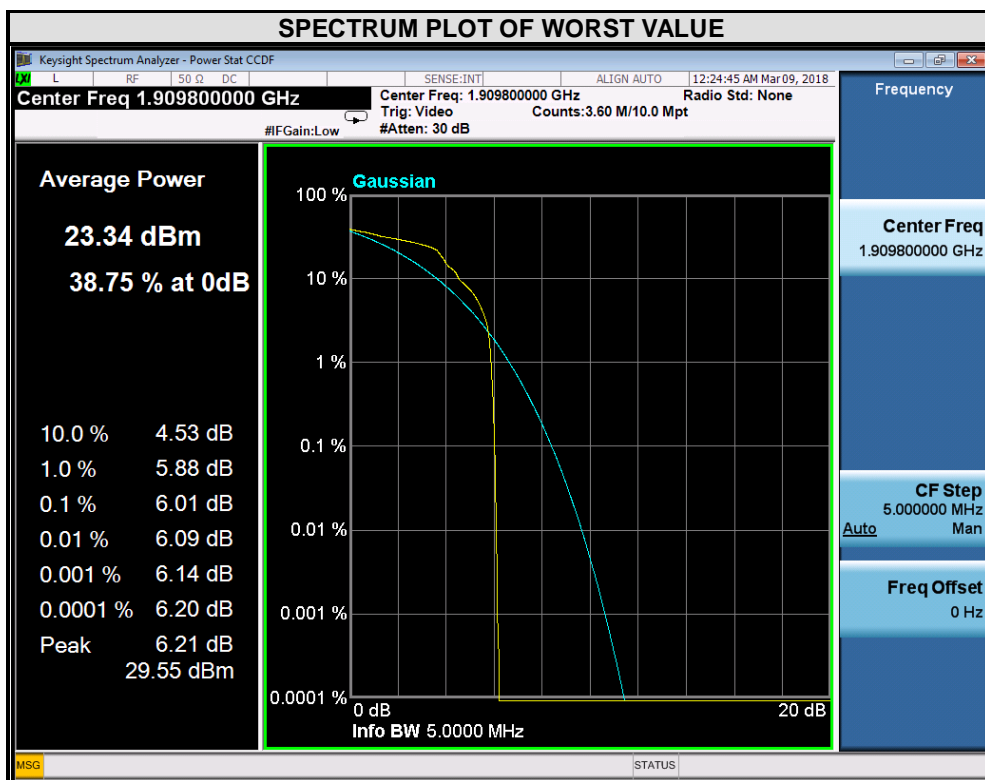 SPECTRUM PLOT OF WORST VALUE
Keysight Spectrum Analyzer - Power Stat CCDF
LXI L RF 50 Ω DC SENSE:INT ALIGN AUTO 12:24:45 AM Mar 09, 2018
Center Freq 1.909800000 GHz
#IFGain:Low
Center Freq: 1.909800000 GHz Radio Std: None
Trig: Video Counts:3.60 M/10.0 Mpt
#Atten: 30 dB
Average Power
23.34 dBm
38.75 % at 0dB
10.0 % 4.53 dB
1.0 % 5.88 dB
0.1 % 6.01 dB
0.01 % 6.09 dB
0.001 % 6.14 dB
0.0001 % 6.20 dB
Peak 6.21 dB
29.55 dBm
Gaussian
100 %
10 %
1 %
0.1 %
0.01 %
0.001 %
0.0001 %
0 dB 20 dB
Info BW 5.0000 MHz
Frequency
Center Freq
1.909800000 GHz
CF Step
5.000000 MHz
Auto Man
Freq Offset
0 Hz
MSG STATUS